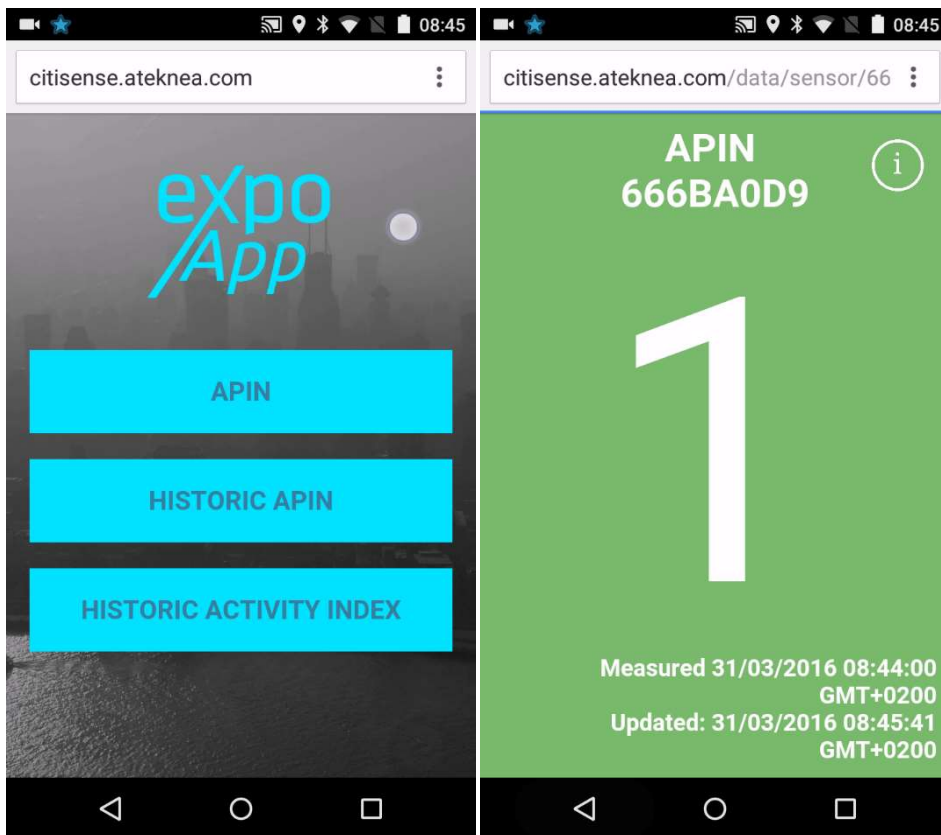 08:45
citisense.ateknea.com
expo
App
APIN
HISTORIC APIN
HISTORIC ACTIVITY INDEX
08:45
citisense.ateknea.com/data/sensor/66
APIN
666BA0D9
i
1
Measured 31/03/2016 08:44:00
GMT+0200
Updated: 31/03/2016 08:45:41
GMT+0200